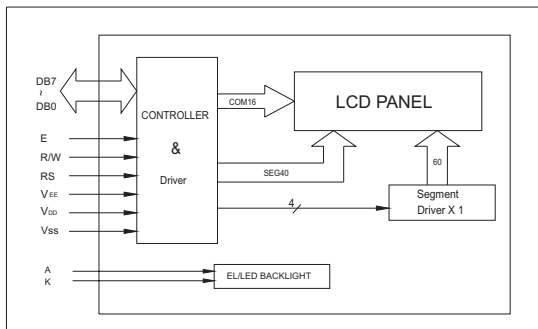 DB7
~
DB0
E
R/W
RS
VEE
VDD
Vss
A
K
CONTROLLER
&
Driver
COM16
SEG40
4
LCD PANEL
60
Segment
Driver X 1
EL/LED BACKLIGHT